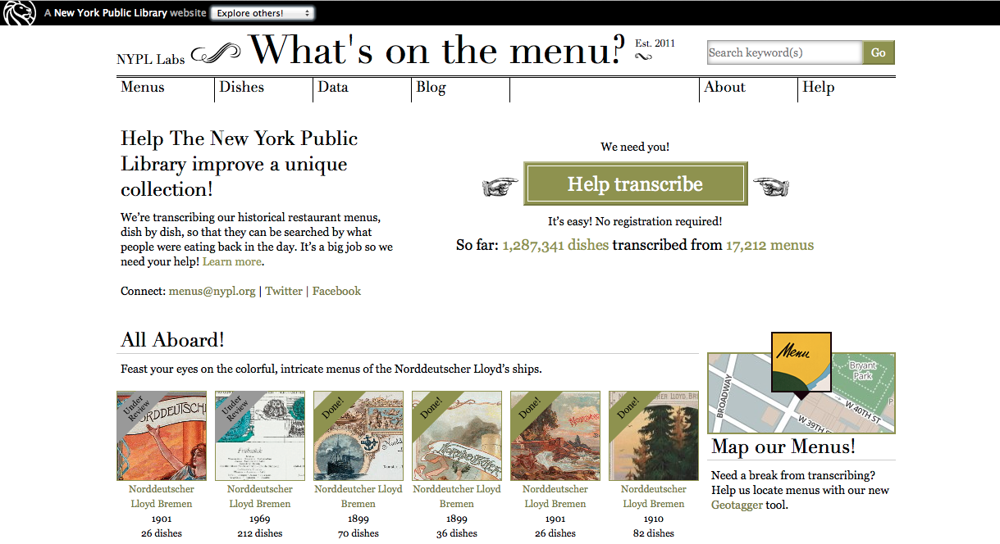 A New York Public Library website Explore others!
NYPL Labs What's on the menu? Est. 2011
Search keyword(s) Go
Menus Dishes Data Blog About Help
Help The New York Public
Library improve a unique
collection!
We're transcribing our historical restaurant menus,
dish by dish, so that they can be searched by what
people were eating back in the day. It's a big job so we
need your help! Learn more.
Connect: menus@nypl.org | Twitter | Facebook
We need you!
Help transcribe
It's easy! No registration required!
So far: 1,287,341 dishes transcribed from 17,212 menus
All Aboard!
Feast your eyes on the colorful, intricate menus of the Norddeutscher Lloyd's ships.
Under
Review
ORDDEUTSCH
Norddeutscher
Lloyd Bremen
1901
26 dishes
Under
Review
Frühstück
Norddeutscher
Lloyd Bremen
1969
212 dishes
Done!
Norddeutcher Lloyd
Bremen
1899
70 dishes
Done!
Norddeutcher Lloyd
Bremen
1899
36 dishes
Done!
Norddeutscher
Lloyd Bremen
1901
26 dishes
Done!
HER LLOYD, BRE
Norddeutscher
Lloyd Bremen
1910
82 dishes
Menu
Bryant
Park
BROADWAY
W 40TH ST
W 39TH ST
P
Map our Menus!
Need a break from transcribing?
Help us locate menus with our new
Geotagger tool.